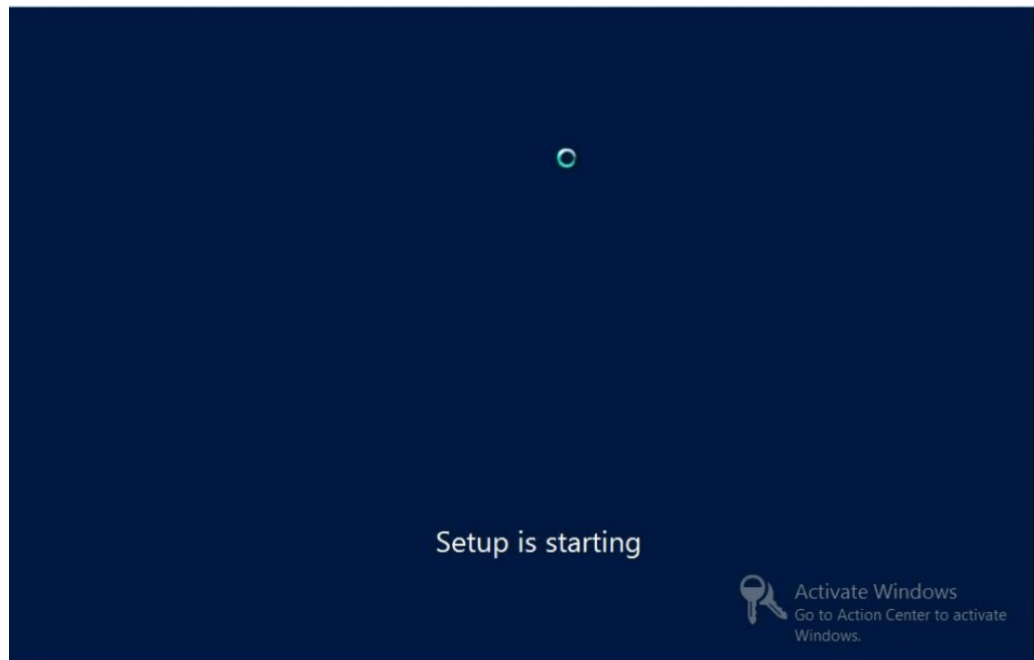 Setup is starting
Activate Windows
Go to Action Center to activate
Windows.